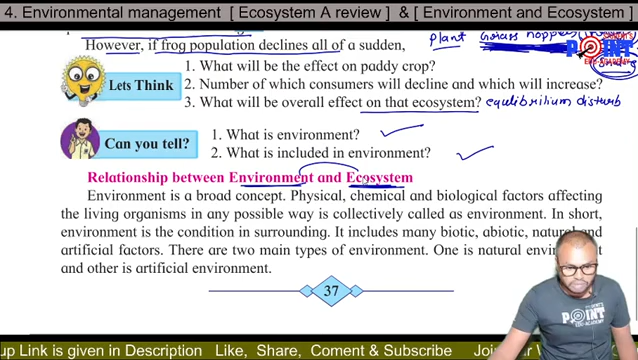 4. Environmental management [ Ecosystem A review ] & [ Environment and Ecosystem ]
However, if frog population declines all of a sudden,
plant Grass hoppers
Lets Think
1. What will be the effect on paddy crop?
2. Number of which consumers will decline and which will increase?
3. What will be overall effect on that ecosystem? equilibrilium disturb
Can you tell?
1. What is environment?
2. What is included in environment?
Relationship between Environment and Ecosystem
Environment is a broad concept. Physical, chemical and biological factors affecting
the living organisms in any possible way is collectively called as environment. In short,
environment is the condition in surrounding. It includes many biotic, abiotic, natural and
artificial factors. There are two main types of environment. One is natural environment
and other is artificial environment.
37
POINT
EDU-ACADEMY
up Link is given in Description Like, Share, Coment & Subscribe